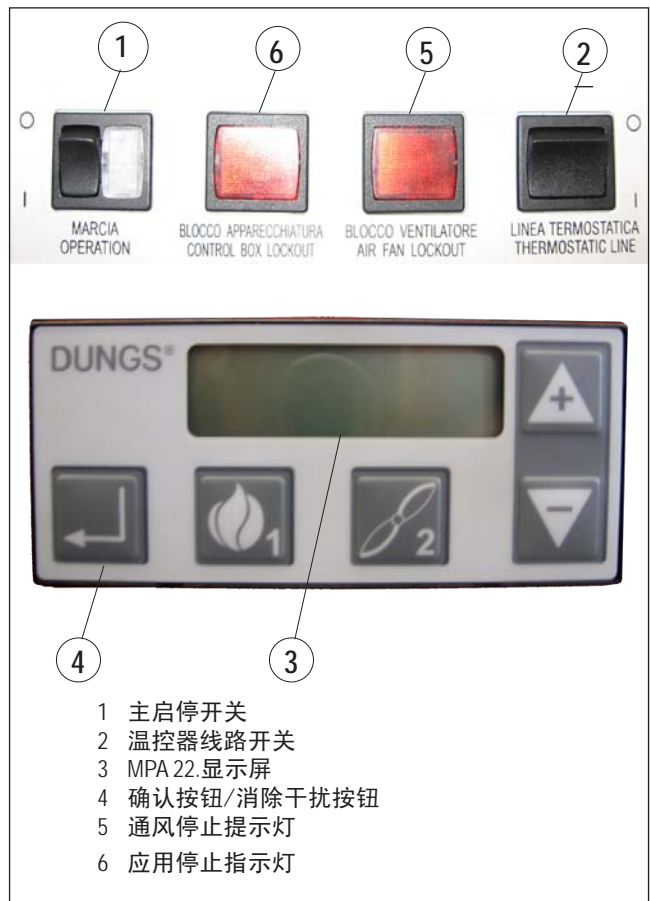 1 6 5 2
O O
I I
MARCIA
OPERATION
BLOCCO APPARECCHIATURA
CONTROL BOX LOCKOUT
BLOCCO VENTILATORE
AIR FAN LOCKOUT
LINEA TERMOSTATICA
THERMOSTATIC LINE
DUNGS®
+
1 2 −
4 3
1 主启停开关
2 温控器线路开关
3 MPA 22.显示屏
4 确认按钮/消除干扰按钮
5 通风停止提示灯
6 应用停止指示灯